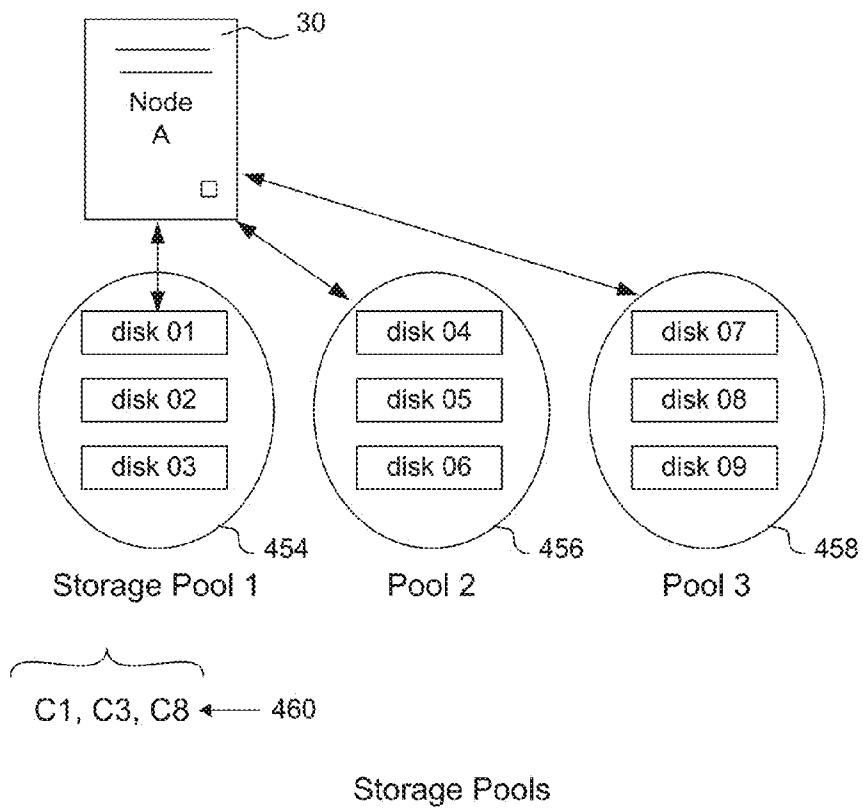 30
Node
A
disk 01
disk 02
disk 03
disk 04
disk 05
disk 06
disk 07
disk 08
disk 09
454
456
458
Storage Pool 1
Pool 2
Pool 3
C1, C3, C8
460
Storage Pools